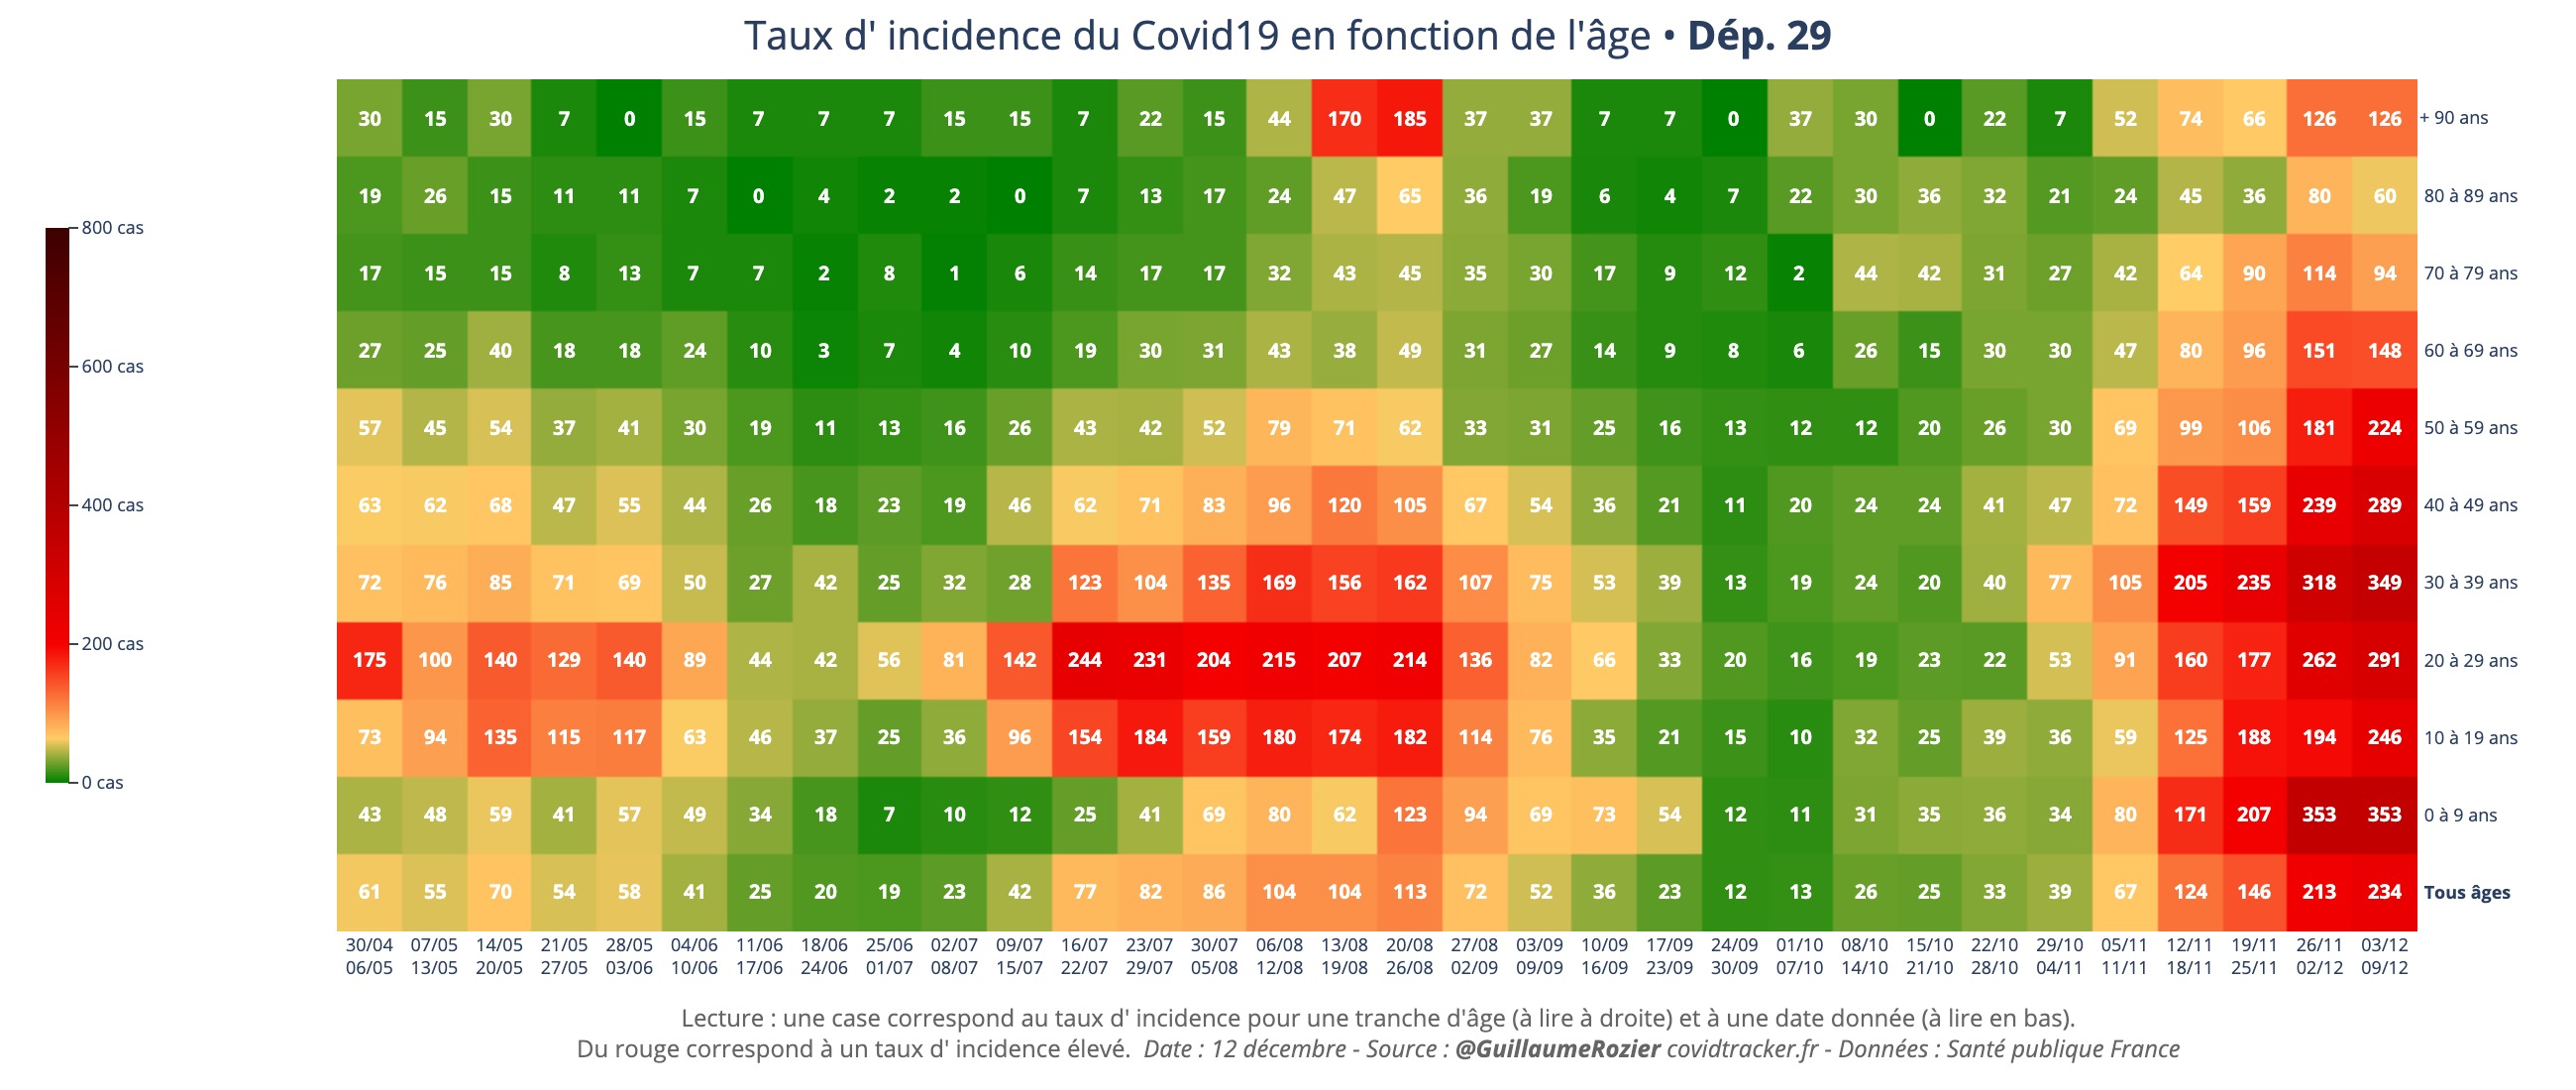 Taux d' incidence du Covid19 en fonction de l'âge • Dép. 29
800 cas
600 cas
400 cas
200 cas
0 cas
30 15 30 7 0 15 7 7 7 15 15 7 22 15 44 170 185 37 37 7 7 0 37 30 0 22 7 52 74 66 126 126 + 90 ans
19 26 15 11 11 7 0 4 2 2 0 7 13 17 24 47 65 36 19 6 4 7 22 30 36 32 21 24 45 36 80 60 80 à 89 ans
17 15 15 8 13 7 7 2 8 1 6 14 17 17 32 43 45 35 30 17 9 12 2 44 42 31 27 42 64 90 114 94 70 à 79 ans
27 25 40 18 18 24 10 3 7 4 10 19 30 31 43 38 49 31 27 14 9 8 6 26 15 30 30 47 80 96 151 148 60 à 69 ans
57 45 54 37 41 30 19 11 13 16 26 43 42 52 79 71 62 33 31 25 16 13 12 12 20 26 30 69 99 106 181 224 50 à 59 ans
63 62 68 47 55 44 26 18 23 19 46 62 71 83 96 120 105 67 54 36 21 11 20 24 24 41 47 72 149 159 239 289 40 à 49 ans
72 76 85 71 69 50 27 42 25 32 28 123 104 135 169 156 162 107 75 53 39 13 19 24 20 40 77 105 205 235 318 349 30 à 39 ans
175 100 140 129 140 89 44 42 56 81 142 244 231 204 215 207 214 136 82 66 33 20 16 19 23 22 53 91 160 177 262 291 20 à 29 ans
73 94 135 115 117 63 46 37 25 36 96 154 184 159 180 174 182 114 76 35 21 15 10 32 25 39 36 59 125 188 194 246 10 à 19 ans
43 48 59 41 57 49 34 18 7 10 12 25 41 69 80 62 123 94 69 73 54 12 11 31 35 36 34 80 171 207 353 353 0 à 9 ans
61 55 70 54 58 41 25 20 19 23 42 77 82 86 104 104 113 72 52 36 23 12 13 26 25 33 39 67 124 146 213 234 Tous âges
30/04 07/05 14/05 21/05 28/05 04/06 11/06 18/06 25/06 02/07 09/07 16/07 23/07 30/07 06/08 13/08 20/08 27/08 03/09 10/09 17/09 24/09 01/10 08/10 15/10 22/10 29/10 05/11 12/11 19/11 26/11 03/12
06/05 13/05 20/05 27/05 03/06 10/06 17/06 24/06 01/07 08/07 15/07 22/07 29/07 05/08 12/08 19/08 26/08 02/09 09/09 16/09 23/09 30/09 07/10 14/10 21/10 28/10 04/11 11/11 18/11 25/11 02/12 09/12
Lecture : une case correspond au taux d' incidence pour une tranche d'âge (à lire à droite) et à une date donnée (à lire en bas).
Du rouge correspond à un taux d' incidence élevé. Date : 12 décembre - Source : @GuillaumeRozier covidtracker.fr - Données : Santé publique France